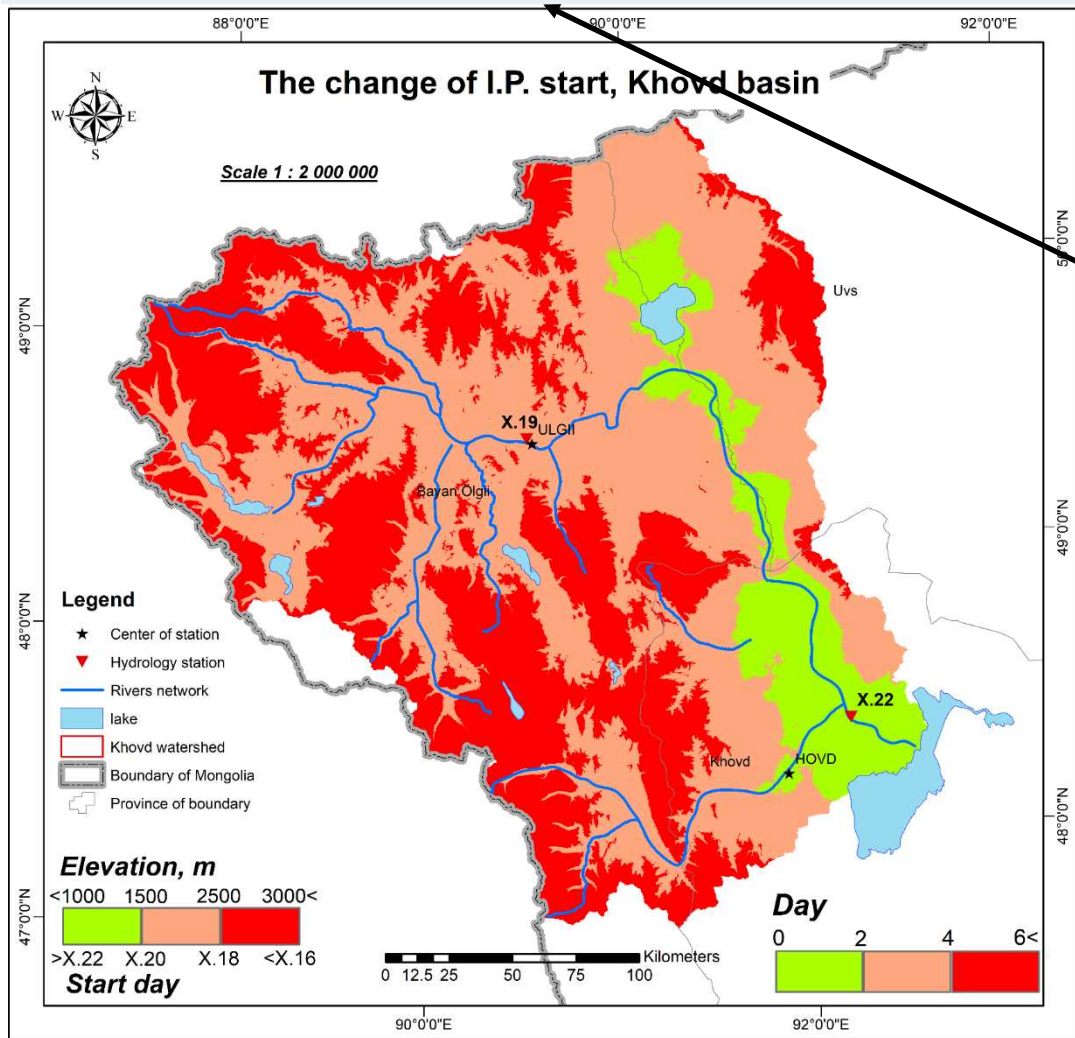 88°0'0"E 90°0'0"E 92°0'0"E
The change of I.P. start, Khovd basin
N
W E
S
Scale 1 : 2 000 000
50°0'0"N
Uvs
49°0'0"N
X.19
ULGII
Bayan Olgii
49°0'0"N
48°0'0"N
Legend
Center of station
Hydrology station
Rivers network
lake
Khovd watershed
Boundary of Mongolia
Province of boundary
X.22
Khovd
HOVD
48°0'0"N
Elevation, m
<1000 1500 2500 3000<
>X.22 X.20 X.18 <X.16
Start day
47°0'0"N
Kilometers
0 12.5 25 50 75 100
Day
0 2 4 6<
90°0'0"E 92°0'0"E